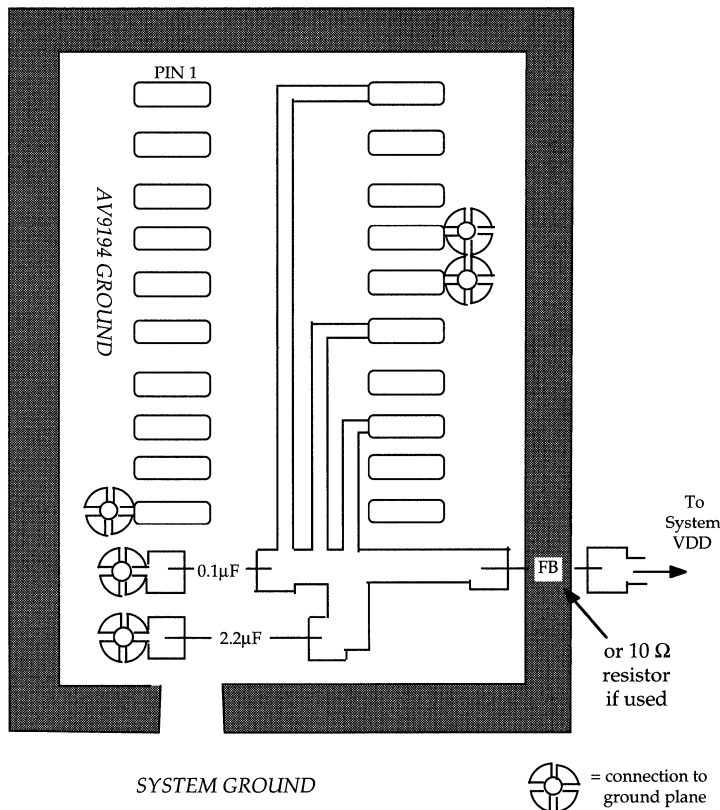 PIN 1
AV9194 GROUND
0.1µF
FB
To
System
VDD
2.2µF
or 10 Ω
resistor
if used
SYSTEM GROUND
= connection to
ground plane